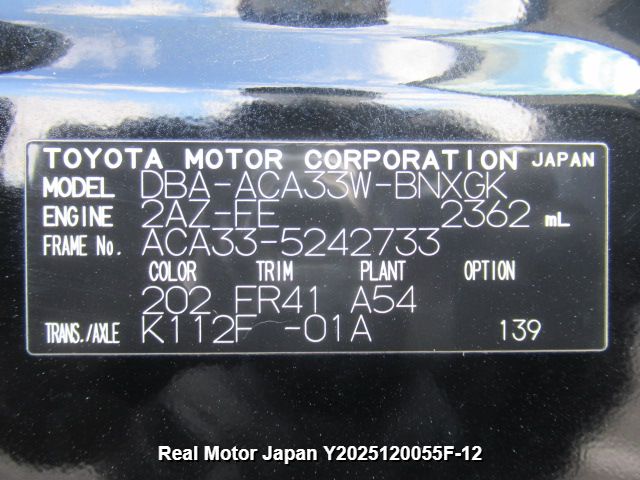 TOYOTA MOTOR CORPORATION JAPAN
MODEL DBA-ACA33W-BNXGK
ENGINE 2AZ-FE 2362 mL
FRAME No. ACA33-5242733
COLOR TRIM PLANT OPTION
202 FR41 A54
TRANS./AXLE K112F -01A 139
Real Motor Japan Y2025120055F-12